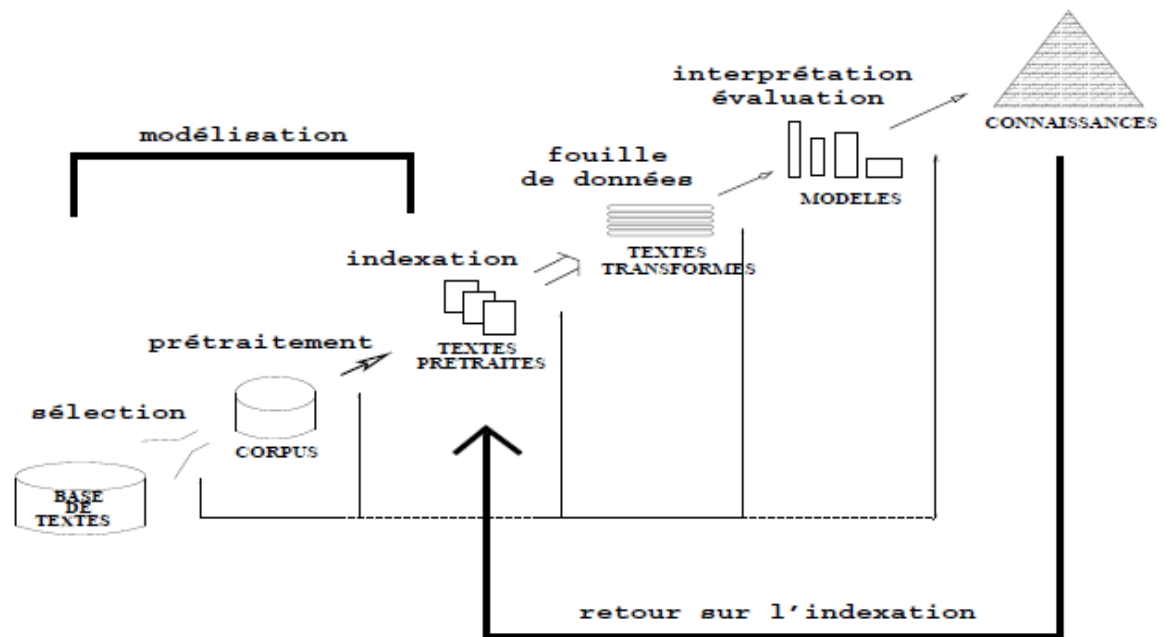 interprétation
évaluation
CONNAISSANCES
modélisation
fouille
de données
MODELES
indexation
TEXTES
TRANSFORMES
prétraitement
TEXTES
PRETRAITES
sélection
CORPUS
BASE
DE
TEXTES
retour sur l'indexation